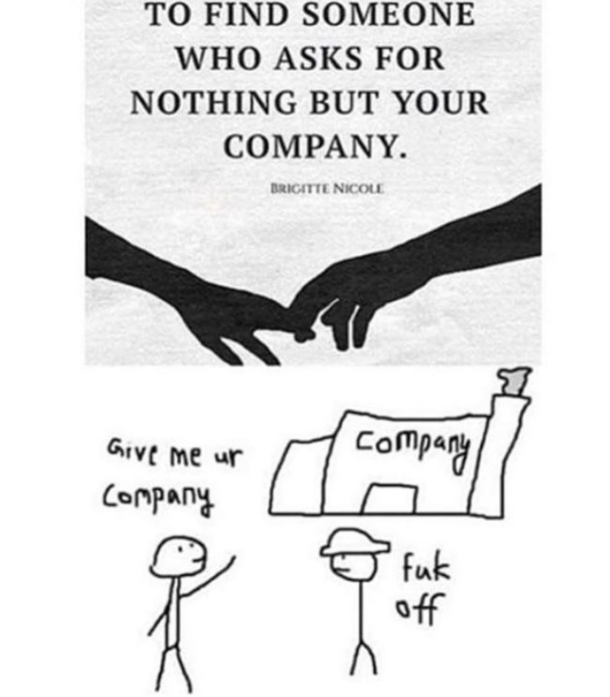 TO FIND SOMEONE
WHO ASKS FOR
NOTHING BUT YOUR
COMPANY.
BRIGITTE NICOLE
Company
Give me ur
Company
fuk
off